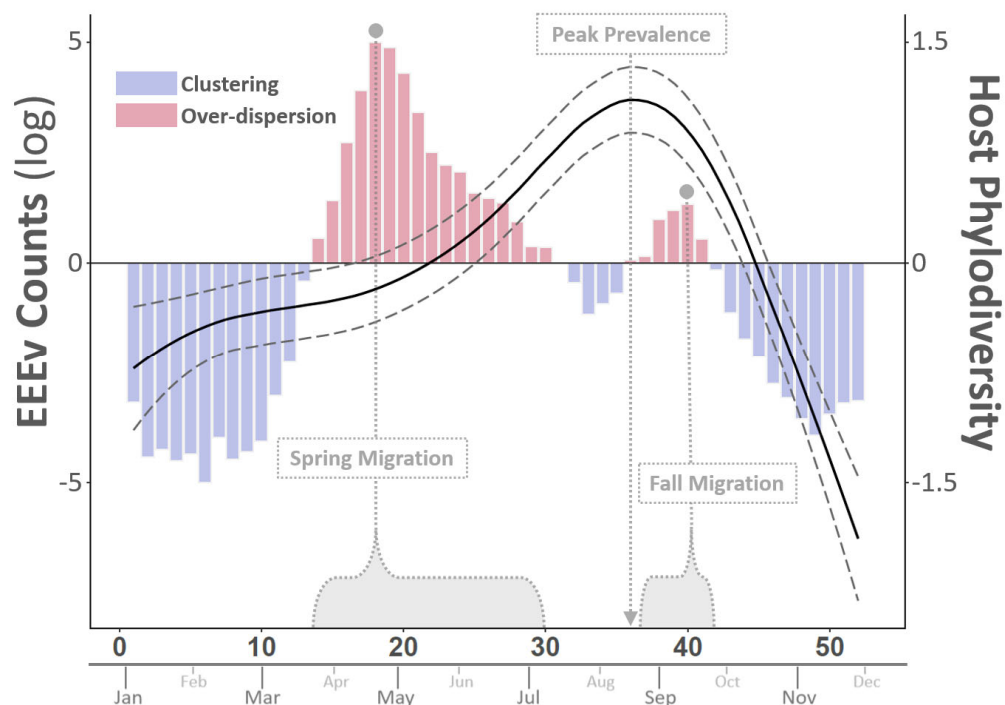 5
1.5
Peak Prevalence
Clustering
Over-dispersion
EEEv Counts (log)
Host Phylodiversity
0
0
Spring Migration
Fall Migration
-5
-1.5
0 10 20 30 40 50
Jan Feb Mar Apr May Jun Jul Aug Sep Oct Nov Dec